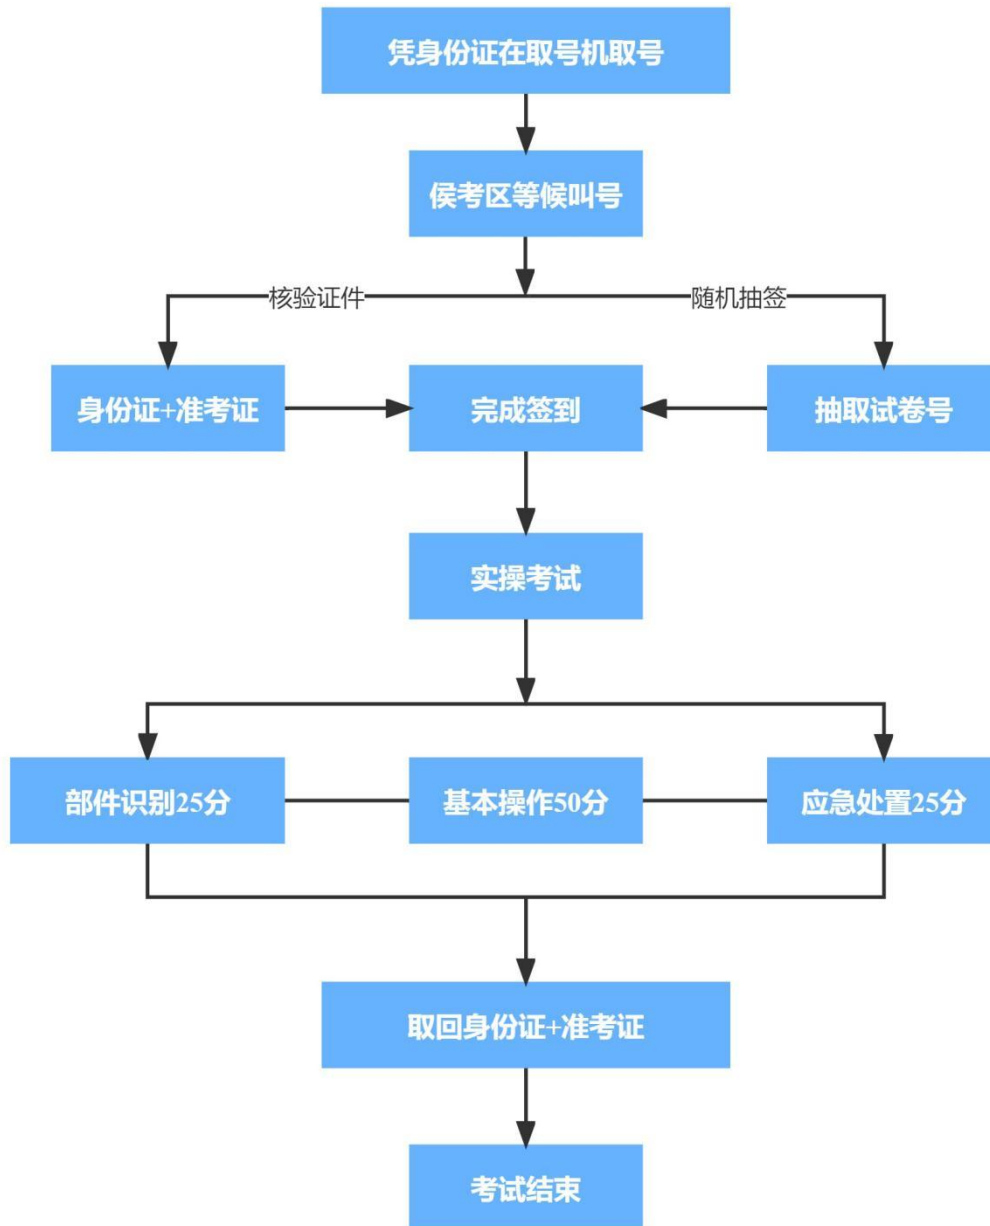 凭身份证在取号机取号
侯考区等候叫号
核验证件
随机抽签
身份证+准考证
完成签到
抽取试卷号
实操考试
部件识别25分
基本操作50分
应急处置25分
取回身份证+准考证
考试结束